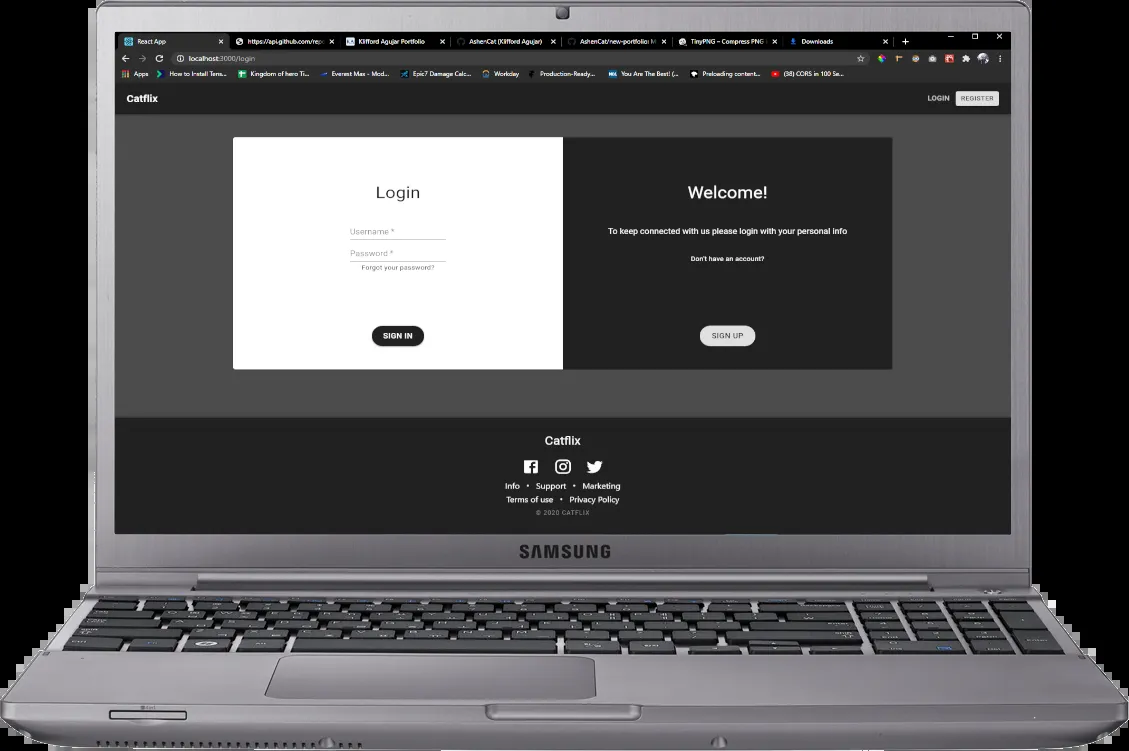 React App
https://api.github.com/repo
Klifford Agujar Portfolio
AshenCat (Klifford Agujar)
AshenCat/new-portfolio: M
TinyPNG – Compress PNG
Downloads
localhost:3000/login
Apps
How to Install Tens...
Kingdom of hero Ti...
Everest Max - Mod...
Epic7 Damage Calc...
Workday
Production-Ready...
You Are The Best! (...
Preloading content...
(38) CORS in 100 Se...
Catflix
LOGIN
REGISTER
Login
Username *
Password *
Forgot your password?
SIGN IN
Welcome!
To keep connected with us please login with your personal info
Don't have an account?
SIGN UP
Catflix
Info • Support • Marketing
Terms of use • Privacy Policy
© 2020 CATFLIX
SAMSUNG